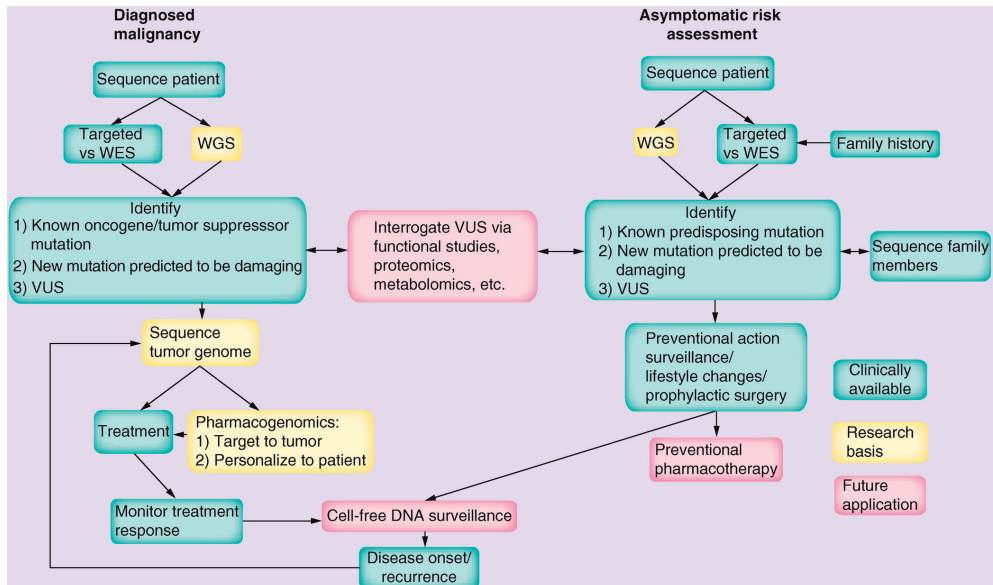 Diagnosed
malignancy
Sequence patient
Targeted
vs WES
WGS
Identify
1) Known oncogene/tumor suppresssor
mutation
2) New mutation predicted to be damaging
3) VUS
Sequence
tumor genome
Treatment
Pharmacogenomics:
1) Target to tumor
2) Personalize to patient
Monitor treatment
response
Interrogate VUS via
functional studies,
proteomics,
metabolomics, etc.
Cell-free DNA surveillance
Disease onset/
recurrence
Asymptomatic risk
assessment
Sequence patient
WGS
Targeted
vs WES
Family history
Identify
1) Known predisposing mutation
2) New mutation predicted to be
damaging
3) VUS
Sequence family
members
Preventional action
surveillance/
lifestyle changes/
prophylactic surgery
Preventional
pharmacotherapy
Clinically
available
Research
basis
Future
application